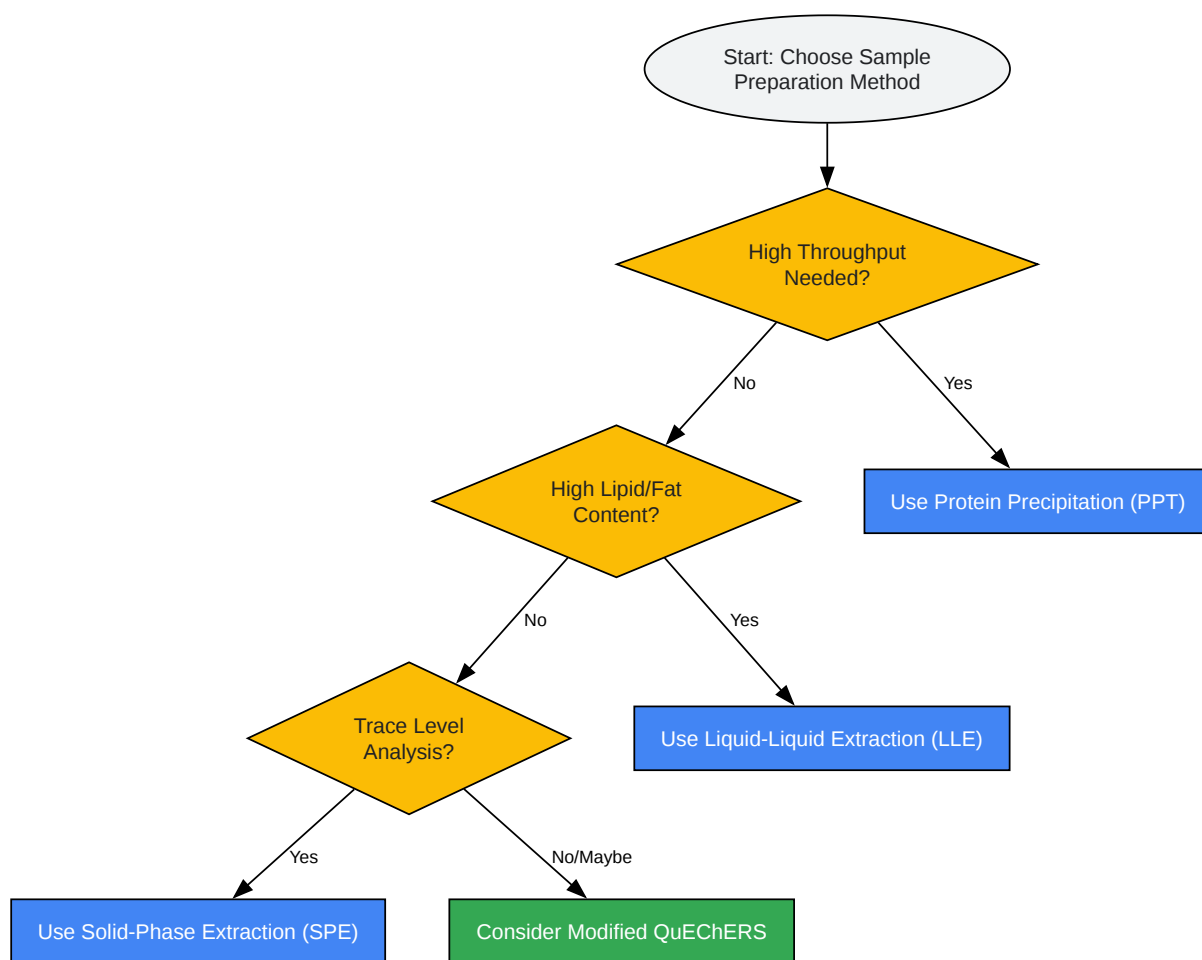 Start: Choose Sample
Preparation Method
High Throughput
Needed?
No
Yes
High Lipid/Fat
Content?
Use Protein Precipitation (PPT)
No
Yes
Trace Level
Analysis?
Use Liquid-Liquid Extraction (LLE)
Yes
No/Maybe
Use Solid-Phase Extraction (SPE)
Consider Modified QuEChERS